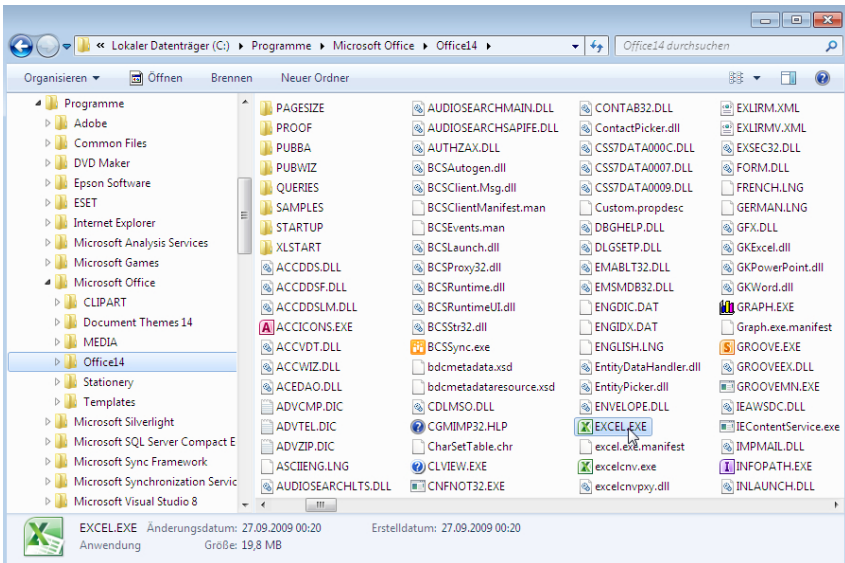 « Lokaler Datenträger (C:) ▸ Programme ▸ Microsoft Office ▸ Office14 ▸
Office14 durchsuchen
Organisieren Öffnen Brennen Neuer Ordner
Programme
Adobe
Common Files
DVD Maker
Epson Software
ESET
Internet Explorer
Microsoft Analysis Services
Microsoft Games
Microsoft Office
CLIPART
Document Themes 14
MEDIA
Office14
Stationery
Templates
Microsoft Silverlight
Microsoft SQL Server Compact E
Microsoft Sync Framework
Microsoft Synchronization Servic
Microsoft Visual Studio 8
PAGESIZE
PROOF
PUBBA
PUBWIZ
QUERIES
SAMPLES
STARTUP
XLSTART
ACCDDS.DLL
ACCDDSF.DLL
ACCDDSLM.DLL
ACCICONS.EXE
ACCVDT.DLL
ACCWIZ.DLL
ACEDAO.DLL
ADVCMP.DIC
ADVTEL.DIC
ADVZIP.DIC
ASCIIENG.LNG
AUDIOSEARCHLTS.DLL
AUDIOSEARCHMAIN.DLL
AUDIOSEARCHSAPIFE.DLL
AUTHZAX.DLL
BCSAutogen.dll
BCSClient.Msg.dll
BCSClientManifest.man
BCSEvents.man
BCSLaunch.dll
BCSProxy32.dll
BCSRuntime.dll
BCSRuntimeUI.dll
BCSStr32.dll
BCSSync.exe
bdcmetadata.xsd
bdcmetadataresource.xsd
CDLMSO.DLL
CGMIMP32.HLP
CharSetTable.chr
CLVIEW.EXE
CNFNOT32.EXE
CONTAB32.DLL
ContactPicker.dll
CSS7DATA000C.DLL
CSS7DATA0007.DLL
CSS7DATA0009.DLL
Custom.propdesc
DBGHELP.DLL
DLGSETP.DLL
EMABLT32.DLL
EMSMDB32.DLL
ENGDIC.DAT
ENGIDX.DAT
ENGLISH.LNG
EntityDataHandler.dll
EntityPicker.dll
ENVELOPE.DLL
EXCEL.EXE
excel.exe.manifest
excelcnv.exe
excelcnvpxy.dll
EXLIRM.XML
EXLIRMV.XML
EXSEC32.DLL
FORM.DLL
FRENCH.LNG
GERMAN.LNG
GFX.DLL
GKExcel.dll
GKPowerPoint.dll
GKWord.dll
GRAPH.EXE
Graph.exe.manifest
GROOVE.EXE
GROOVEEX.DLL
GROOVEMN.EXE
IEAWSDC.DLL
IEContentService.exe
IMPMAIL.DLL
INFOPATH.EXE
INLAUNCH.DLL
EXCEL.EXE Änderungsdatum: 27.09.2009 00:20 Erstelldatum: 27.09.2009 00:20
Anwendung Größe: 19,8 MB